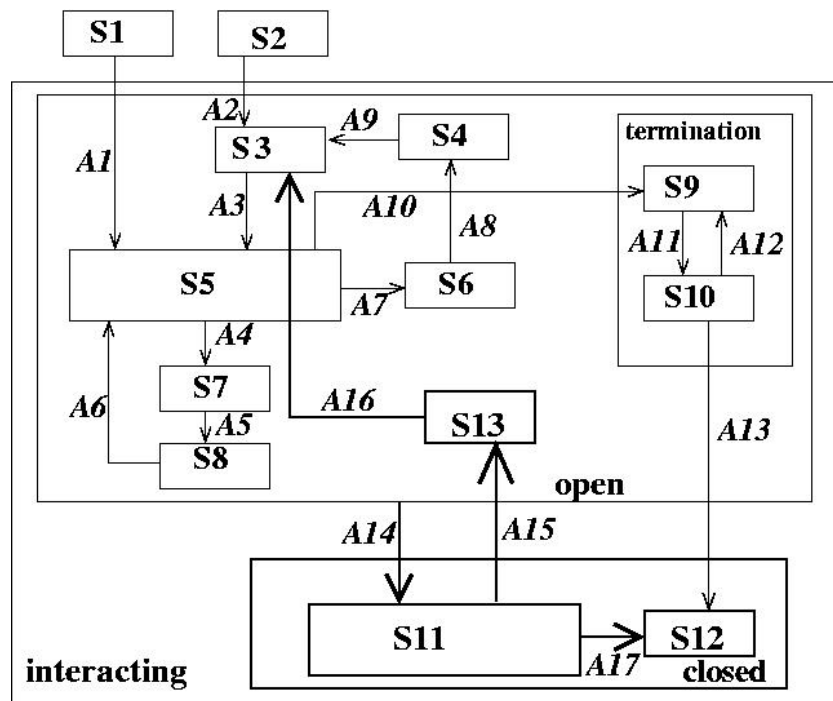 S1
S2
A2
A9
S4
termination
S3
A1
S9
A3
A10
A8
A11
A12
S5
A7
S6
S10
A4
A6
S7
A16
A5
S13
A13
S8
open
A14
A15
S11
S12
A17
interacting
closed